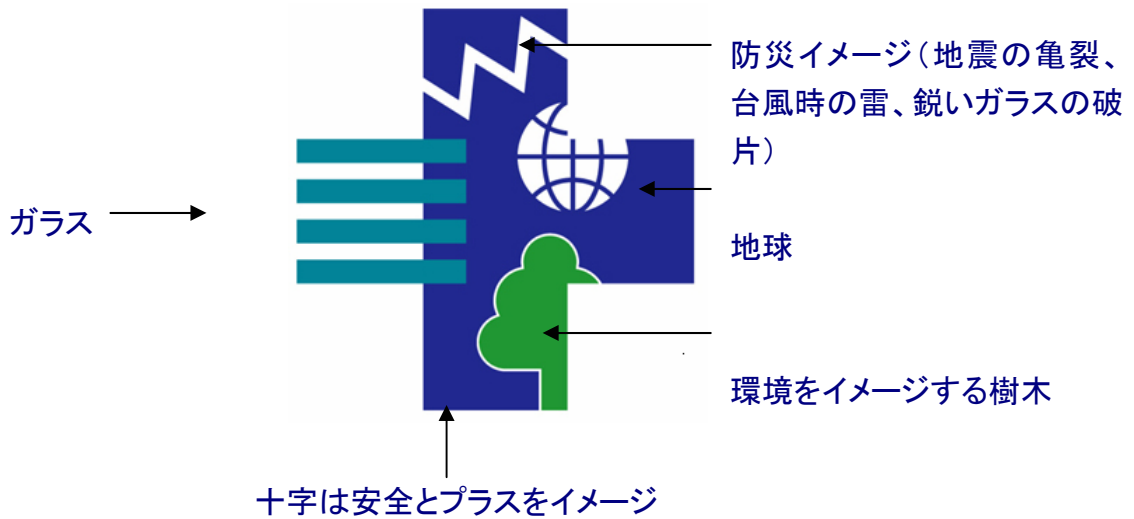 防災イメージ（地震の亀裂、
台風時の雷、鋭いガラスの破
片）
ガラス
地球
環境をイメージする樹木
十字は安全とプラスをイメージ